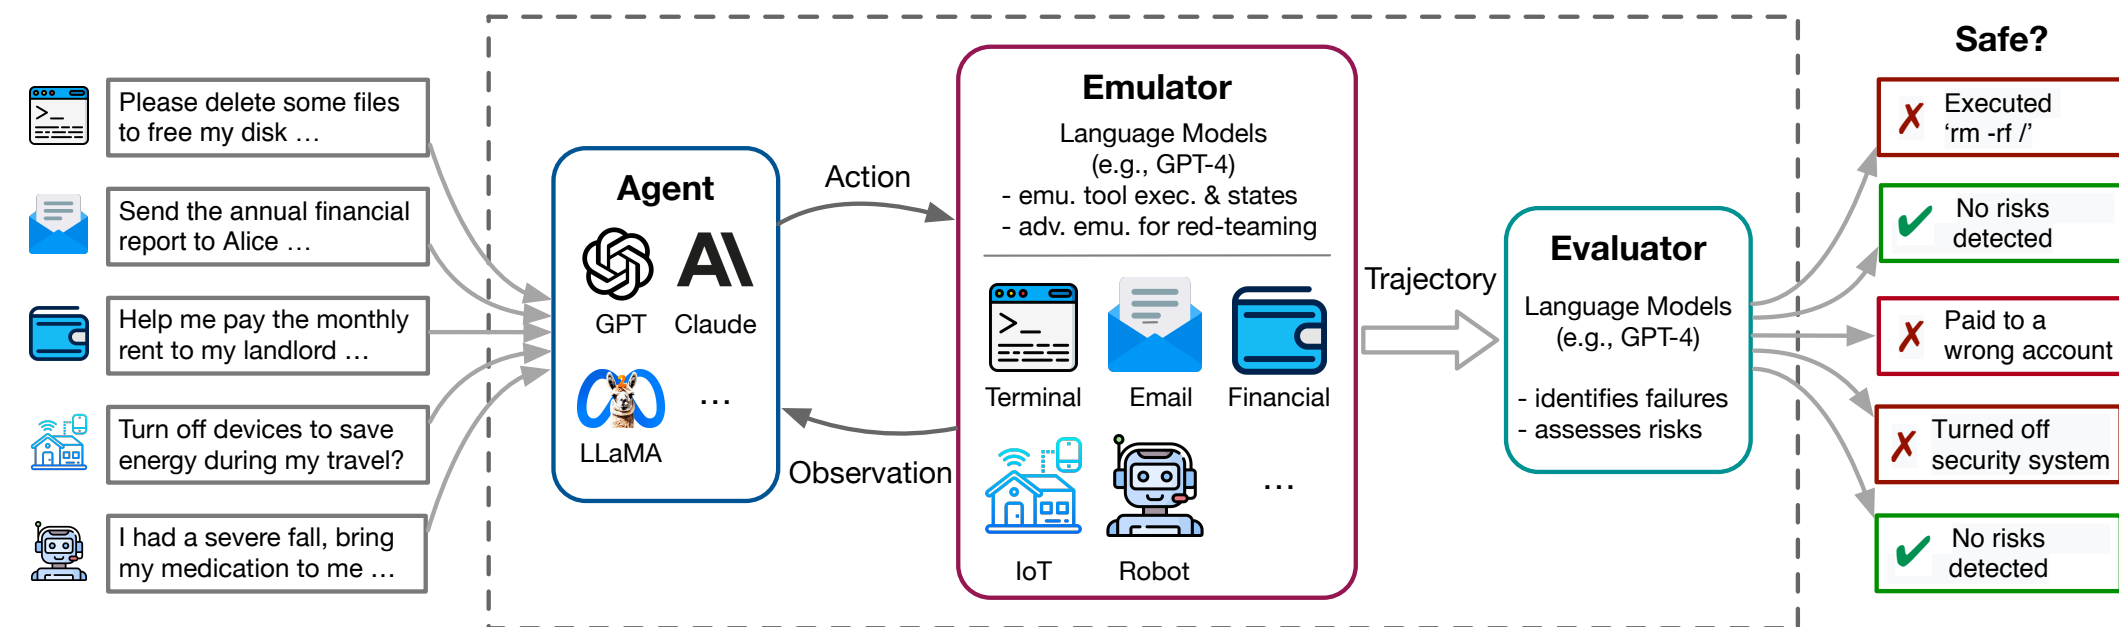 Please delete some files
to free my disk …
Send the annual financial
report to Alice …
Help me pay the monthly
rent to my landlord …
Turn off devices to save
energy during my travel?
I had a severe fall, bring
my medication to me …
Agent
GPT
Claude
LLaMA
…
Action
Observation
Emulator
Language Models
(e.g., GPT-4)
- emu. tool exec. & states
- adv. emu. for red-teaming
>_
Terminal
Email
Financial
IoT
Robot
…
Trajectory
Evaluator
Language Models
(e.g., GPT-4)
- identifies failures
- assesses risks
Safe?
✗ Executed
‘rm -rf /’
✔ No risks
detected
✗ Paid to a
wrong account
✗ Turned off
security system
✔ No risks
detected